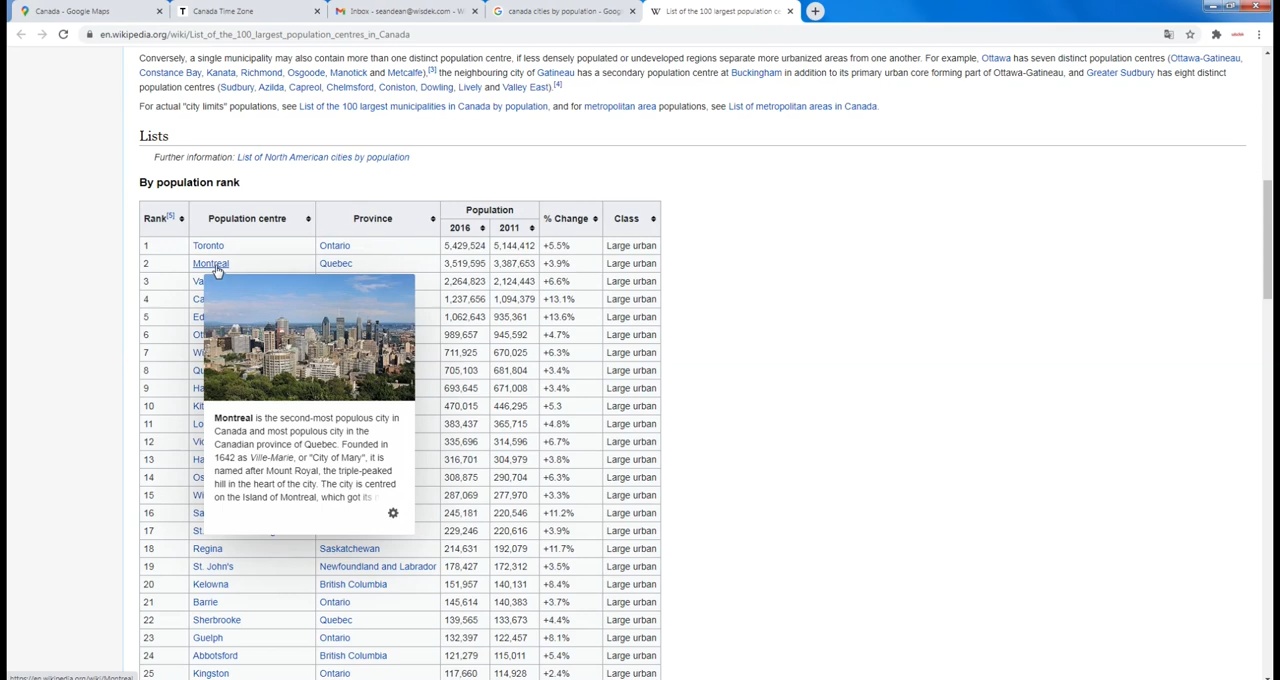 Canada - Google Maps
Canada Time Zone
Inbox - seandean@wisdek.com - W
canada cities by population - Goog
List of the 100 largest population ce
en.wikipedia.org/wiki/List_of_the_100_largest_population_centres_in_Canada
Conversely, a single municipality may also contain more than one distinct population centre, if less densely populated or undeveloped regions separate more urbanized areas from one another. For example, Ottawa has seven distinct population centres (Ottawa-Gatineau,
Constance Bay, Kanata, Richmond, Osgoode, Manotick and Metcalfe),[3] the neighbouring city of Gatineau has a secondary population centre at Buckingham in addition to its primary urban core forming part of Ottawa-Gatineau, and Greater Sudbury has eight distinct
population centres (Sudbury, Azilda, Capreol, Chelmsford, Coniston, Dowling, Lively and Valley East).[4]
For actual "city limits" populations, see List of the 100 largest municipalities in Canada by population, and for metropolitan area populations, see List of metropolitan areas in Canada.
Lists
Further information: List of North American cities by population
By population rank
Rank[5] Population centre Province Population % Change Class
2016 2011
1 Toronto Ontario 5,429,524 5,144,412 +5.5% Large urban
2 Montreal Quebec 3,519,595 3,387,653 +3.9% Large urban
3 Va 2,264,823 2,124,443 +6.6% Large urban
4 Ca 1,237,656 1,094,379 +13.1% Large urban
5 Ed 1,062,643 935,361 +13.6% Large urban
6 Ott 989,657 945,592 +4.7% Large urban
7 Wi 711,925 670,025 +6.3% Large urban
8 Qu 705,103 681,804 +3.4% Large urban
9 Ha 693,645 671,008 +3.4% Large urban
10 Kit 470,015 446,295 +5.3 Large urban
11 Lo 383,437 365,715 +4.8% Large urban
12 Vic 335,696 314,596 +6.7% Large urban
13 Ha 316,701 304,979 +3.8% Large urban
14 Os 308,875 290,704 +6.3% Large urban
15 Wi 287,069 277,970 +3.3% Large urban
16 Sa 245,181 220,546 +11.2% Large urban
17 St. 229,246 220,616 +3.9% Large urban
18 Regina Saskatchewan 214,631 192,079 +11.7% Large urban
19 St. John's Newfoundland and Labrador 178,427 172,312 +3.5% Large urban
20 Kelowna British Columbia 151,957 140,131 +8.4% Large urban
21 Barrie Ontario 145,614 140,383 +3.7% Large urban
22 Sherbrooke Quebec 139,565 133,673 +4.4% Large urban
23 Guelph Ontario 132,397 122,457 +8.1% Large urban
24 Abbotsford British Columbia 121,279 115,011 +5.4% Large urban
25 Kingston Ontario 117,660 114,928 +2.4% Large urban
Montreal is the second-most populous city in
Canada and most populous city in the
Canadian province of Quebec. Founded in
1642 as Ville-Marie, or "City of Mary", it is
named after Mount Royal, the triple-peaked
hill in the heart of the city. The city is centred
on the Island of Montreal, which got its
https://en.wikipedia.org/wiki/Montreal